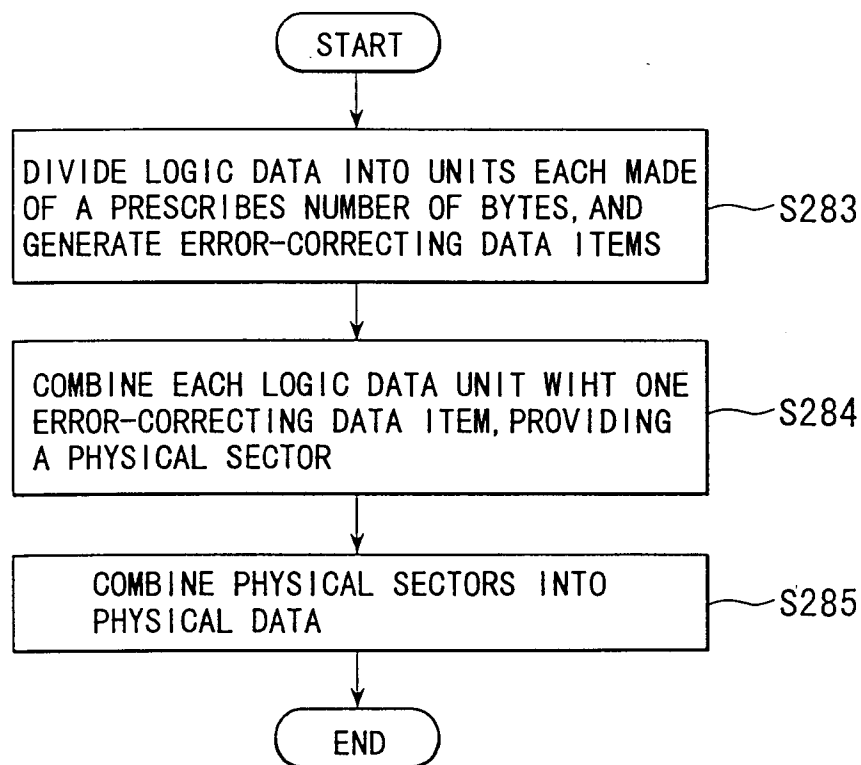 START
DIVIDE LOGIC DATA INTO UNITS EACH MADE
OF A PRESCRIBES NUMBER OF BYTES, AND
GENERATE ERROR-CORRECTING DATA ITEMS
S283
COMBINE EACH LOGIC DATA UNIT WIHT ONE
ERROR-CORRECTING DATA ITEM, PROVIDING
A PHYSICAL SECTOR
S284
COMBINE PHYSICAL SECTORS INTO
PHYSICAL DATA
S285
END